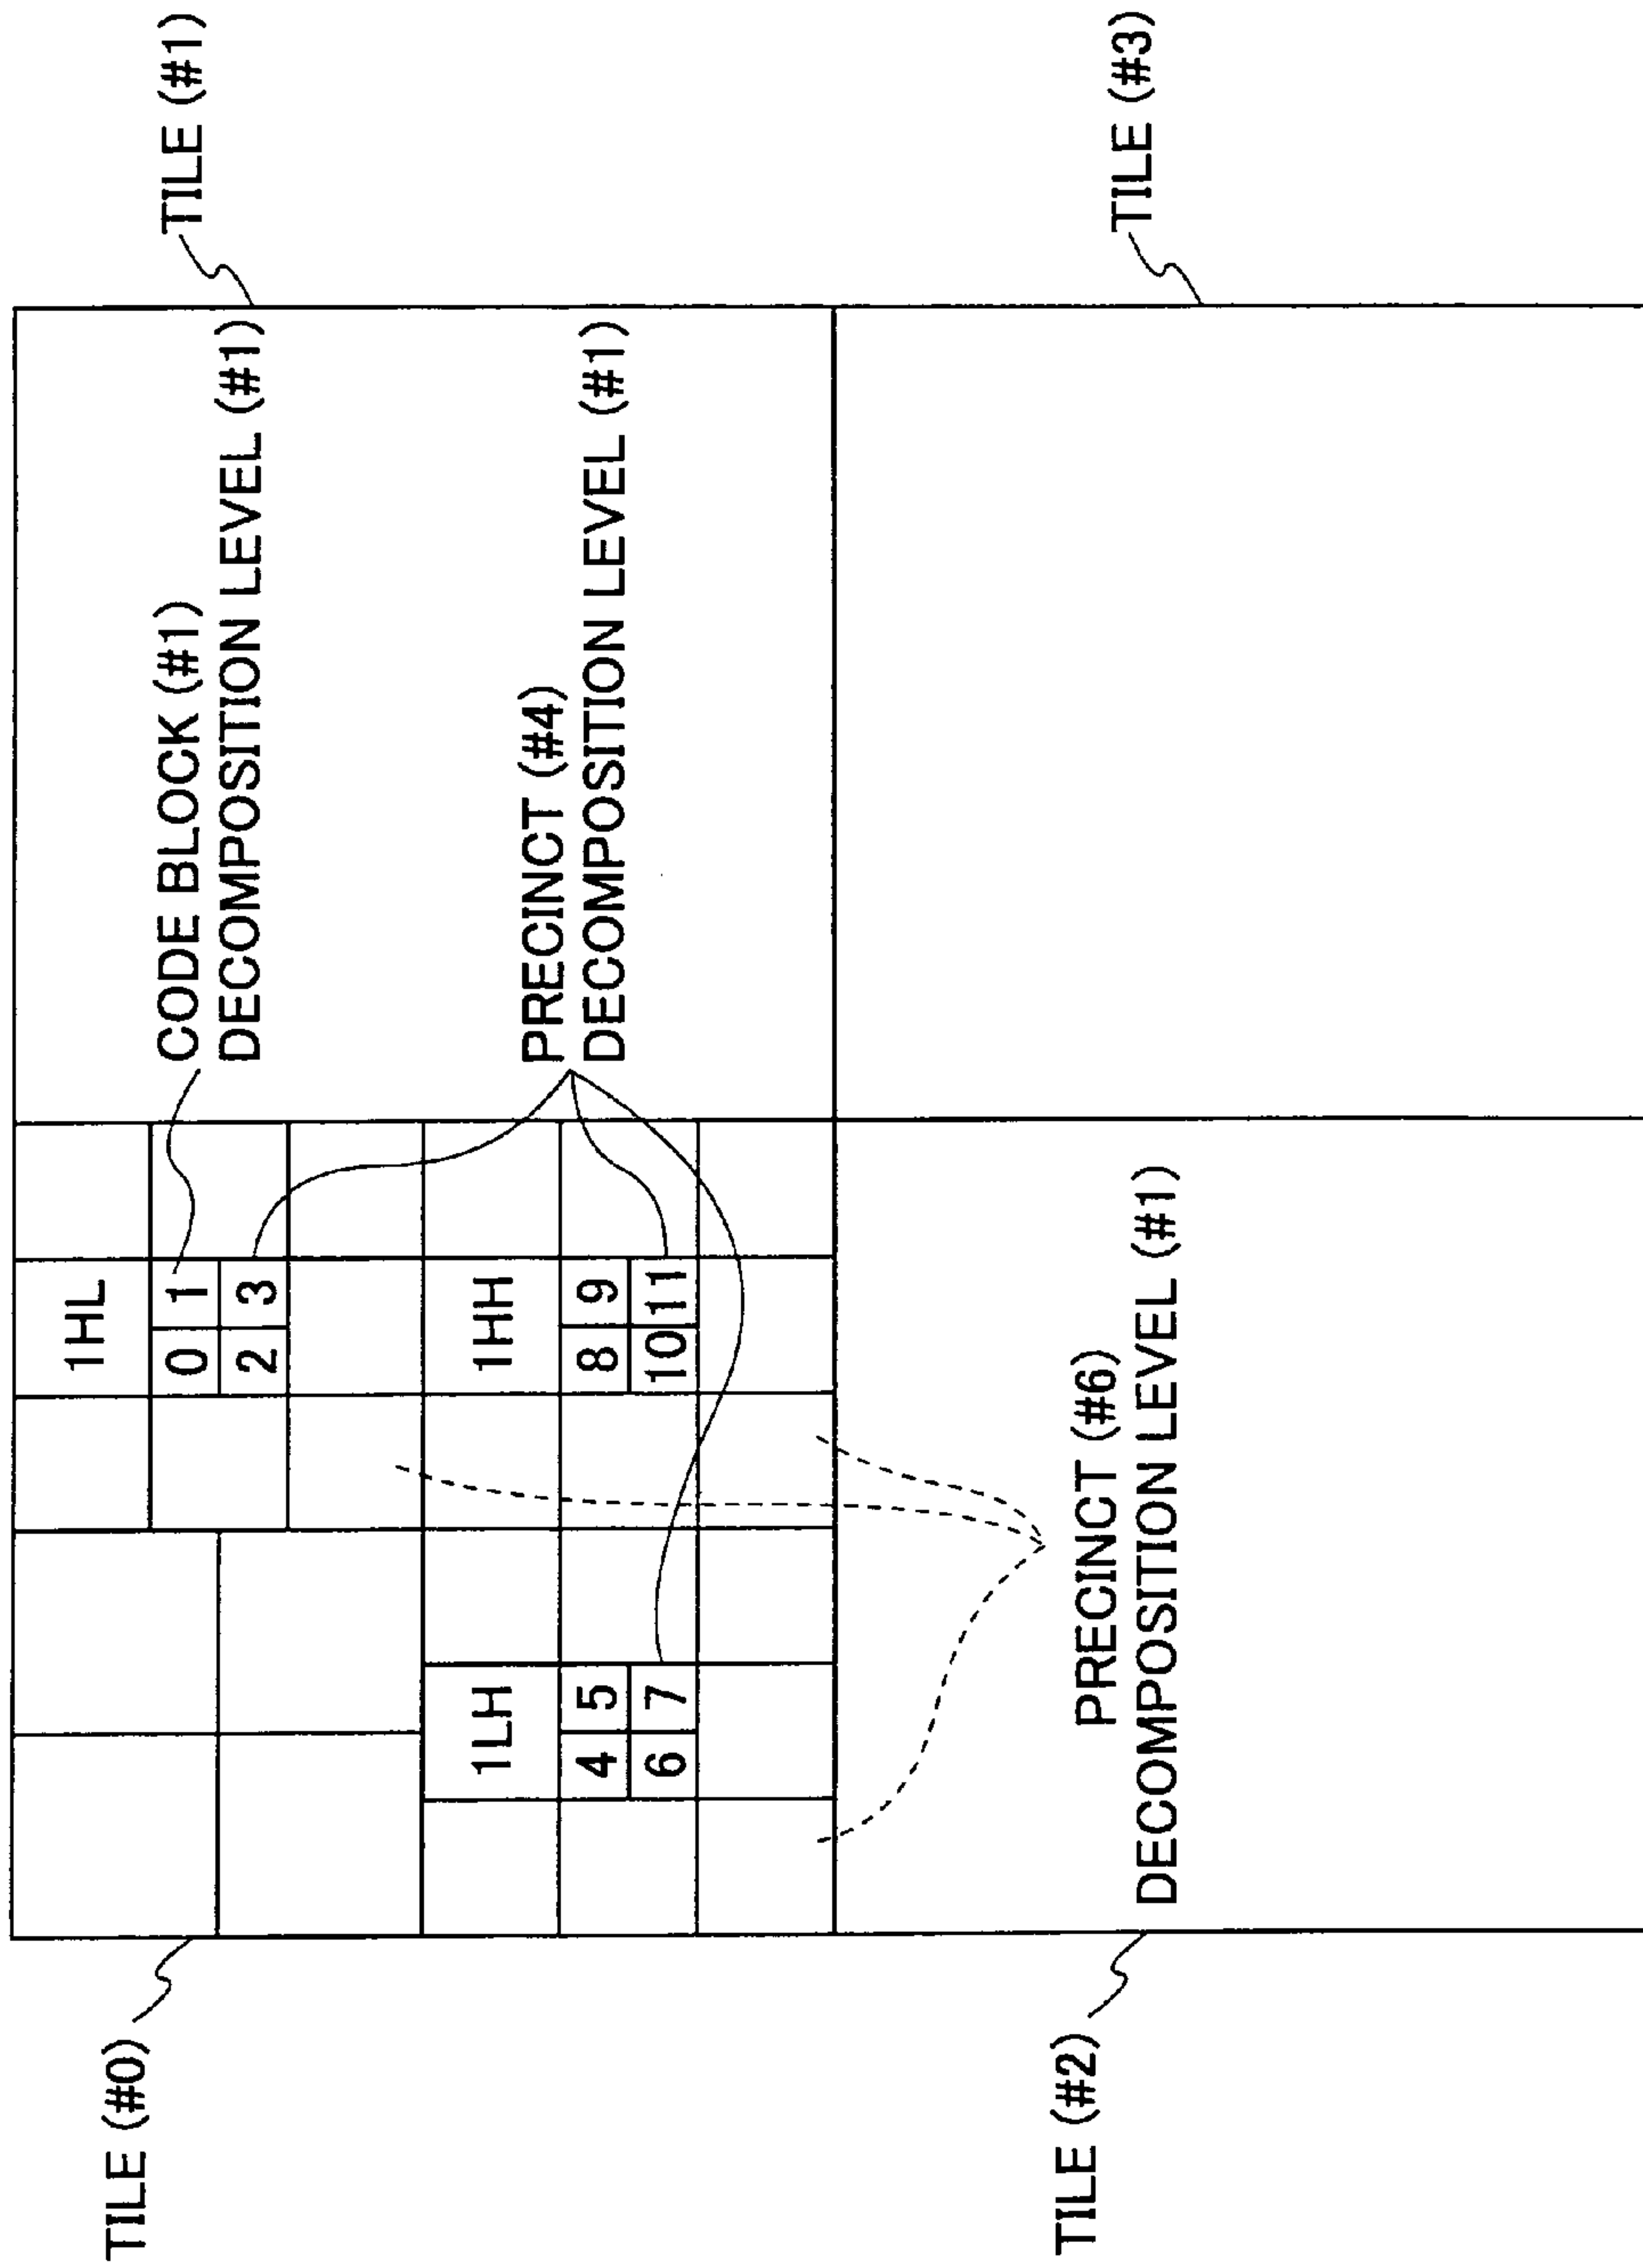 TILE (#0)
TILE (#1)
1HL
0 1
2 3
CODE BLOCK (#1)
DECOMPOSITION LEVEL (#1)
1LH
4 5
6 7
1HH
8 9
10 11
PRECINCT (#4)
DECOMPOSITION LEVEL (#1)
TILE (#2)
PRECINCT (#6)
DECOMPOSITION LEVEL (#1)
TILE (#3)